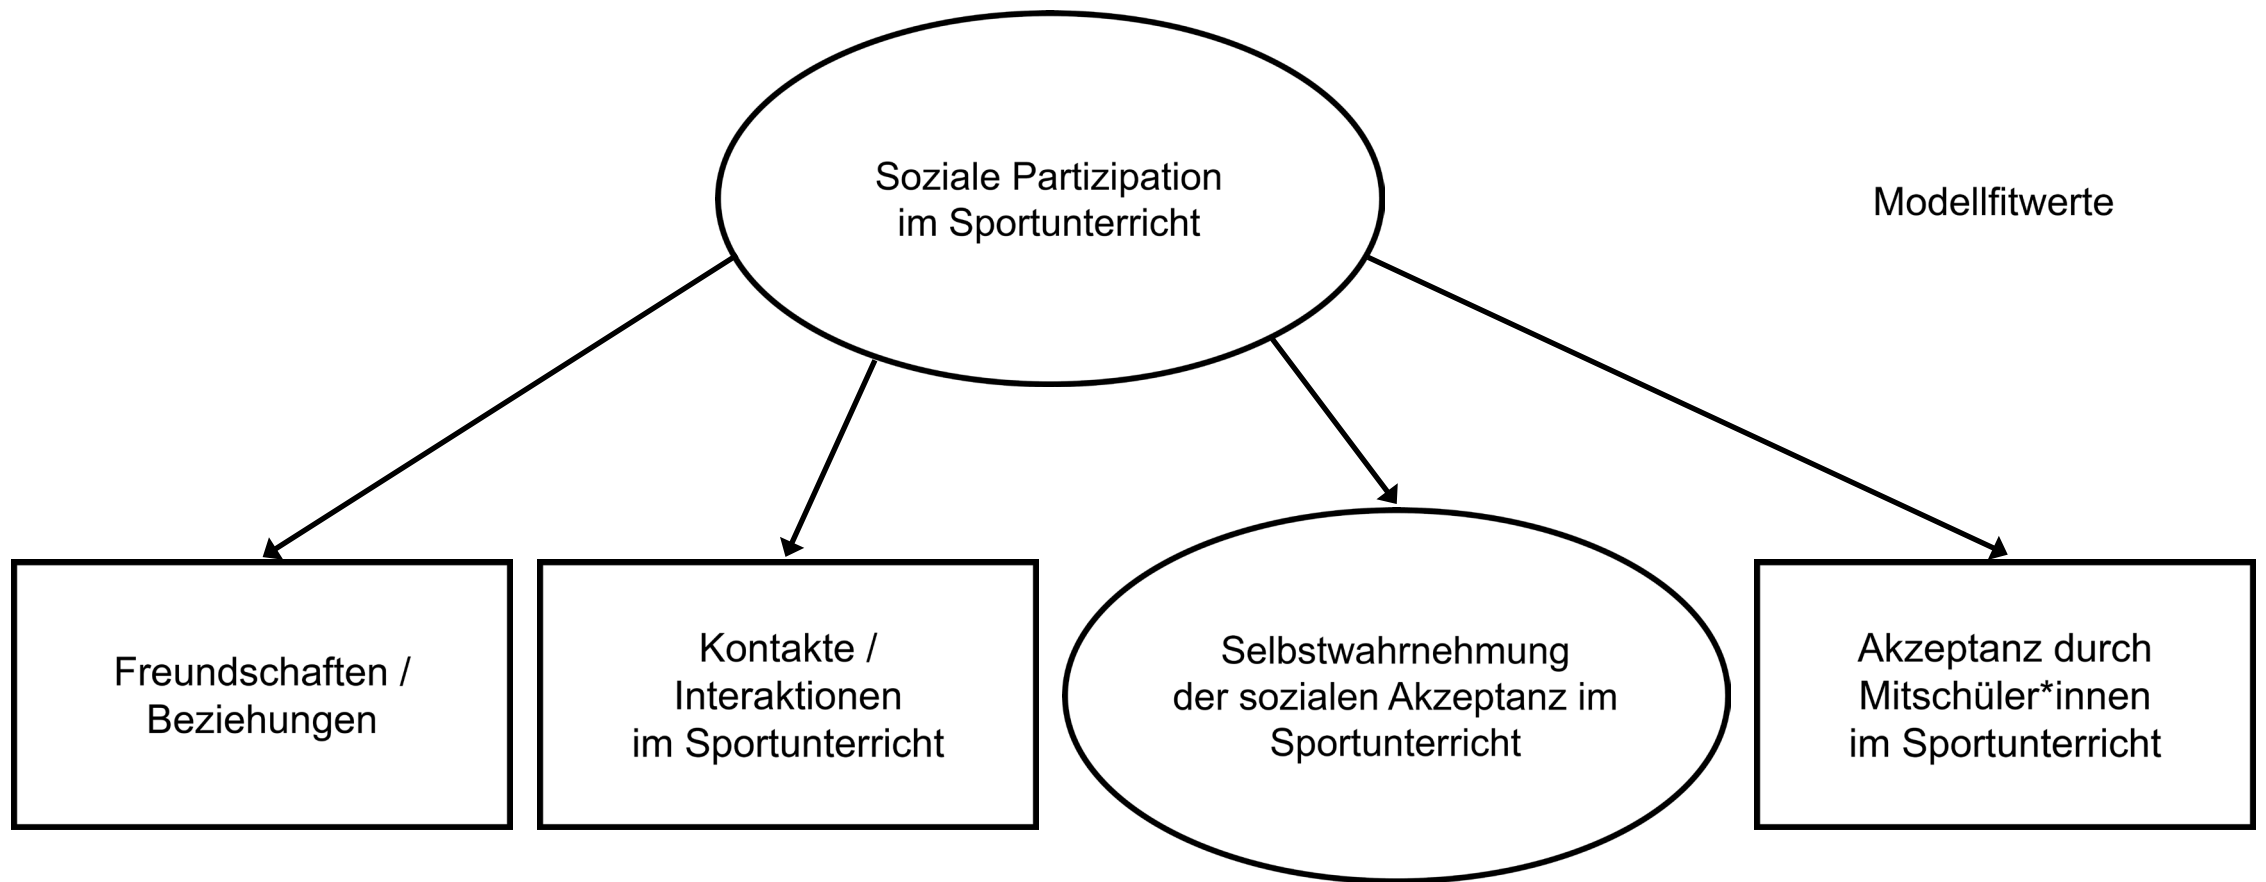 Soziale Partizipation
im Sportunterricht
Modellfitwerte
Freundschaften /
Beziehungen
Kontakte /
Interaktionen
im Sportunterricht
Selbstwahrnehmung
der sozialen Akzeptanz im
Sportunterricht
Akzeptanz durch
Mitschüler*innen
im Sportunterricht